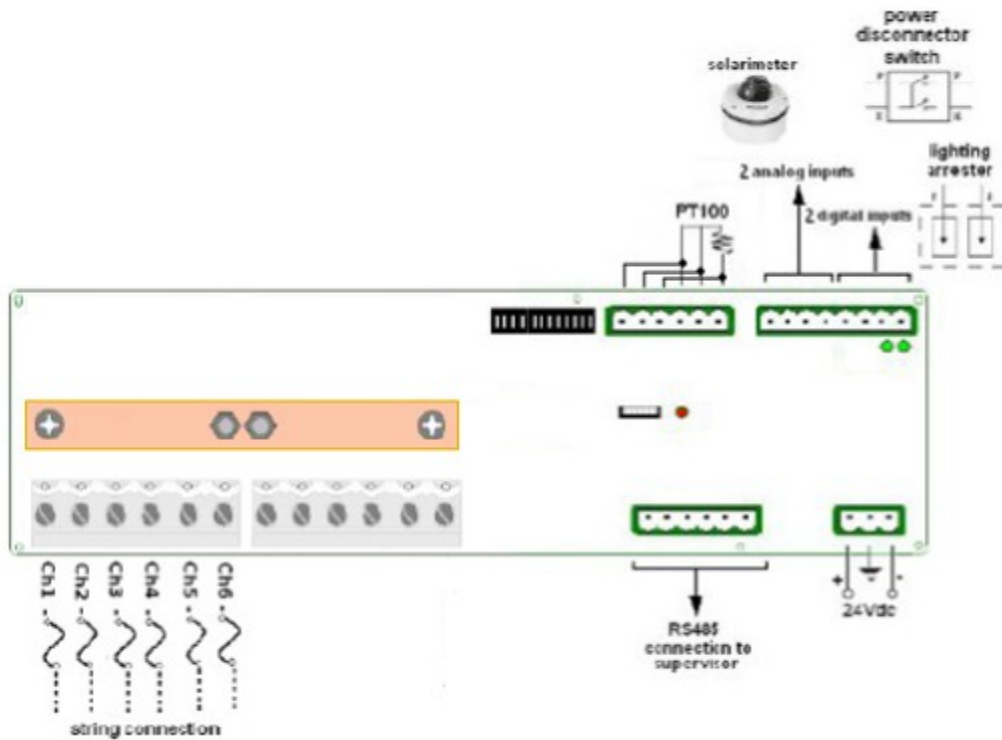 power
disconnector
switch
solarimeter
lighting
arrester
2 analog inputs
PT100
2 digital inputs
Ch1
Ch2
Ch3
Ch4
Ch5
Ch6
+
-
24Vdc
RS485
connection to
supervisor
string connection